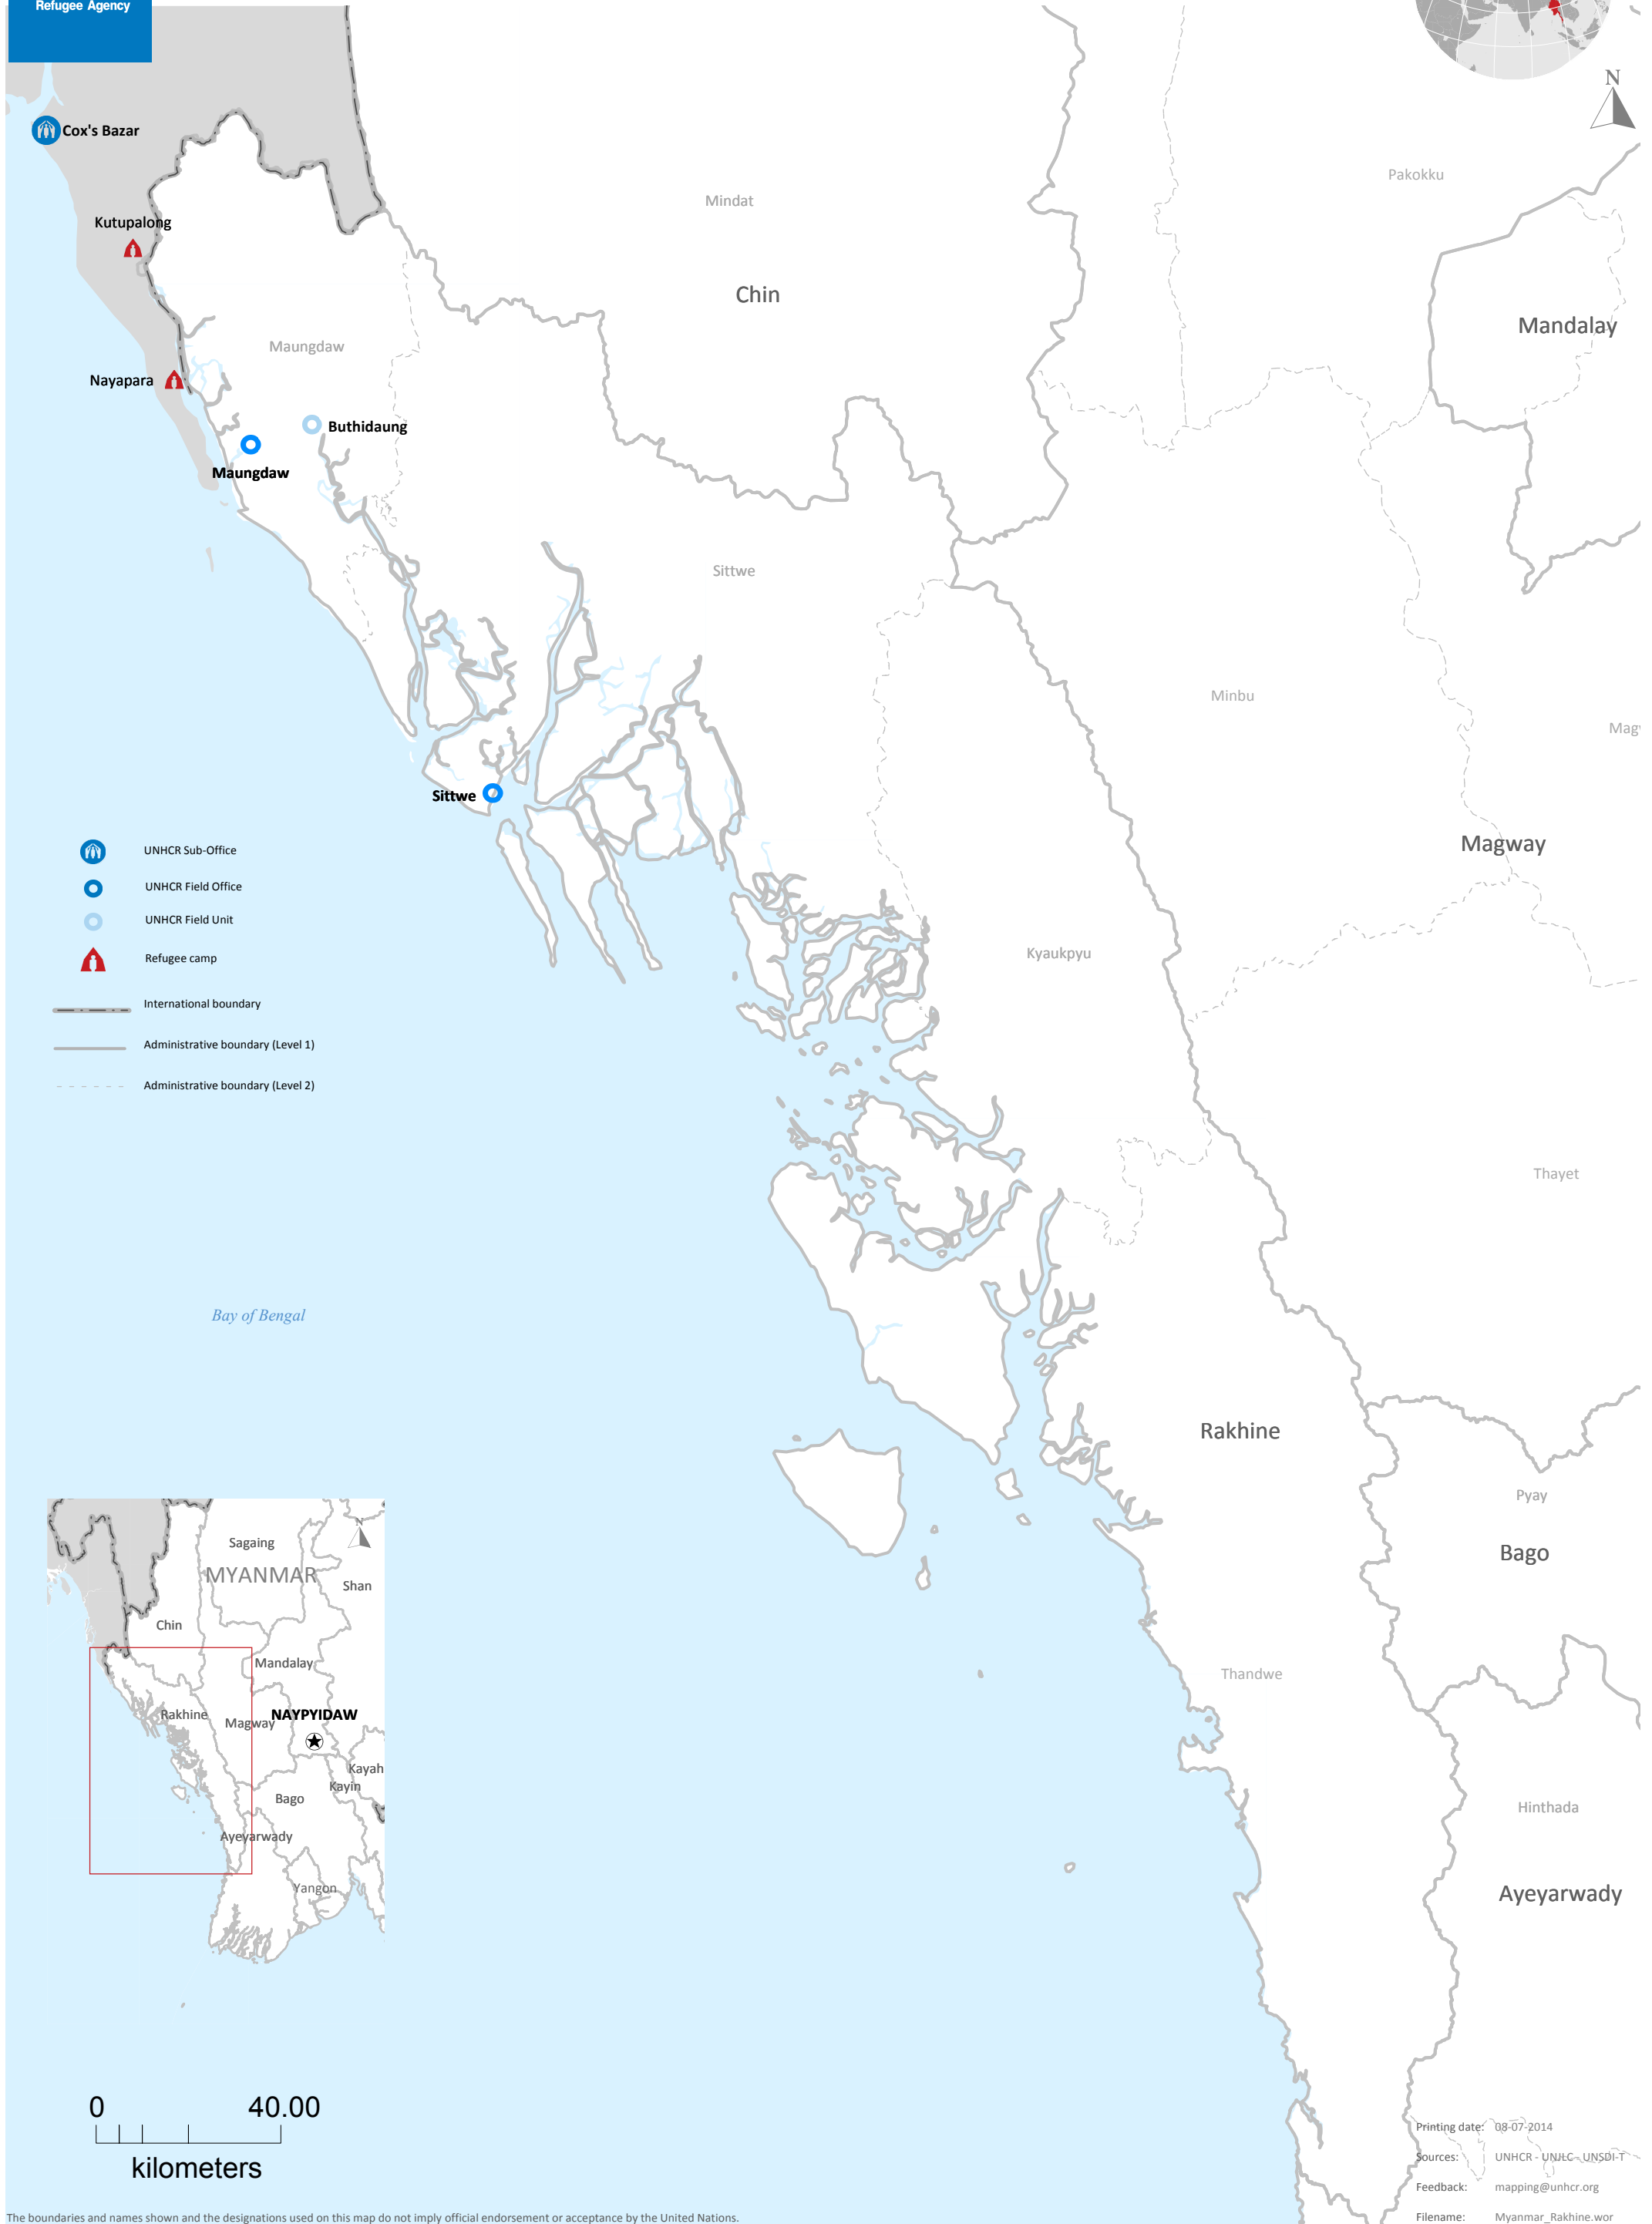 Refugee Agency
N
Cox's Bazar
Pakokku
Mindat
Kutupalong
Chin
Mandalay
Maungdaw
Nayapara
Buthidaung
Maungdaw
Sittwe
Minbu
Sittwe
Magway
UNHCR Sub-Office
UNHCR Field Office
UNHCR Field Unit
Refugee camp
Kyaukpyu
International boundary
Administrative boundary (Level 1)
Administrative boundary (Level 2)
Thayet
Bay of Bengal
Rakhine
Pyay
Bago
N
Sagaing
MYANMAR
Shan
Chin
Mandalay
Thandwe
Rakhine
Magway
NAYPYIDAW
Kayah
Kayin
Bago
Ayeyarwady
Yangon
Hinthada
Ayeyarwady
0 40.00
kilometers
Printing date: 08-07-2014
Sources: UNHCR - UNJLC - UNSDI-T
Feedback: mapping@unhcr.org
Filename: Myanmar_Rakhine.wor
The boundaries and names shown and the designations used on this map do not imply official endorsement or acceptance by the United Nations.